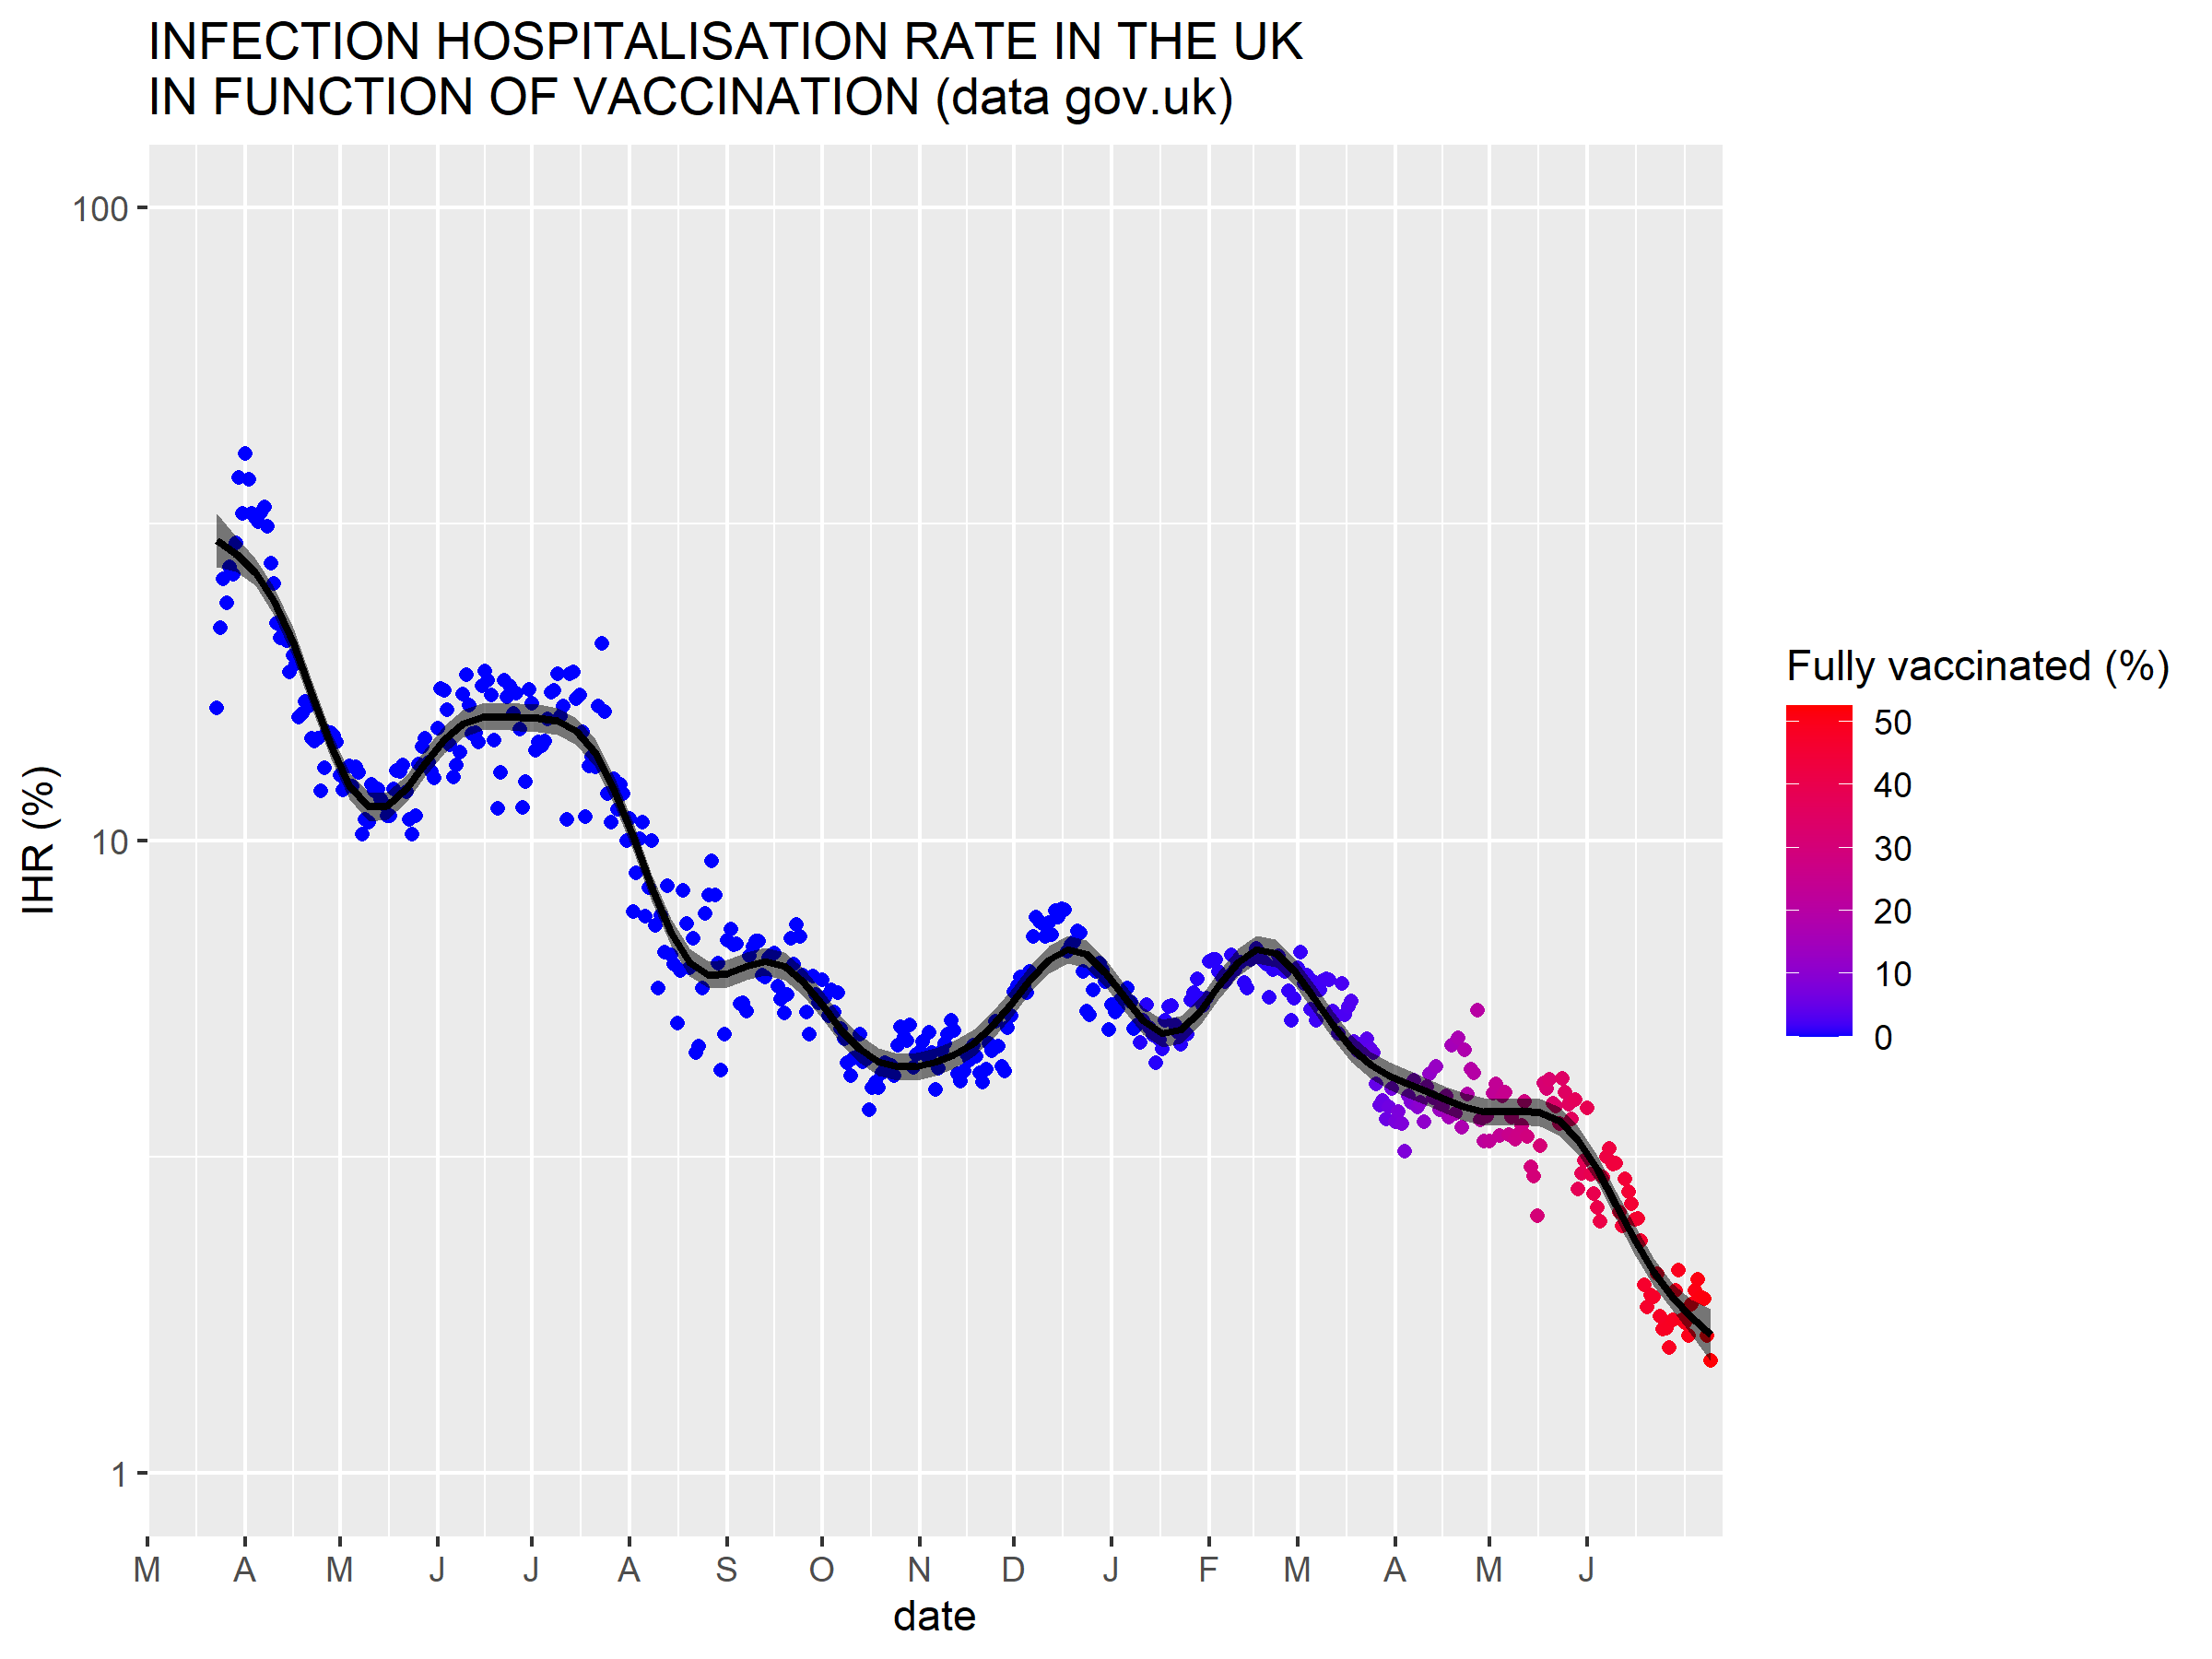 INFECTION HOSPITALISATION RATE IN THE UK
IN FUNCTION OF VACCINATION (data gov.uk)
100
10
1
IHR (%)
M A M J J A S O N D J F M A M J
date
Fully vaccinated (%)
50
40
30
20
10
0